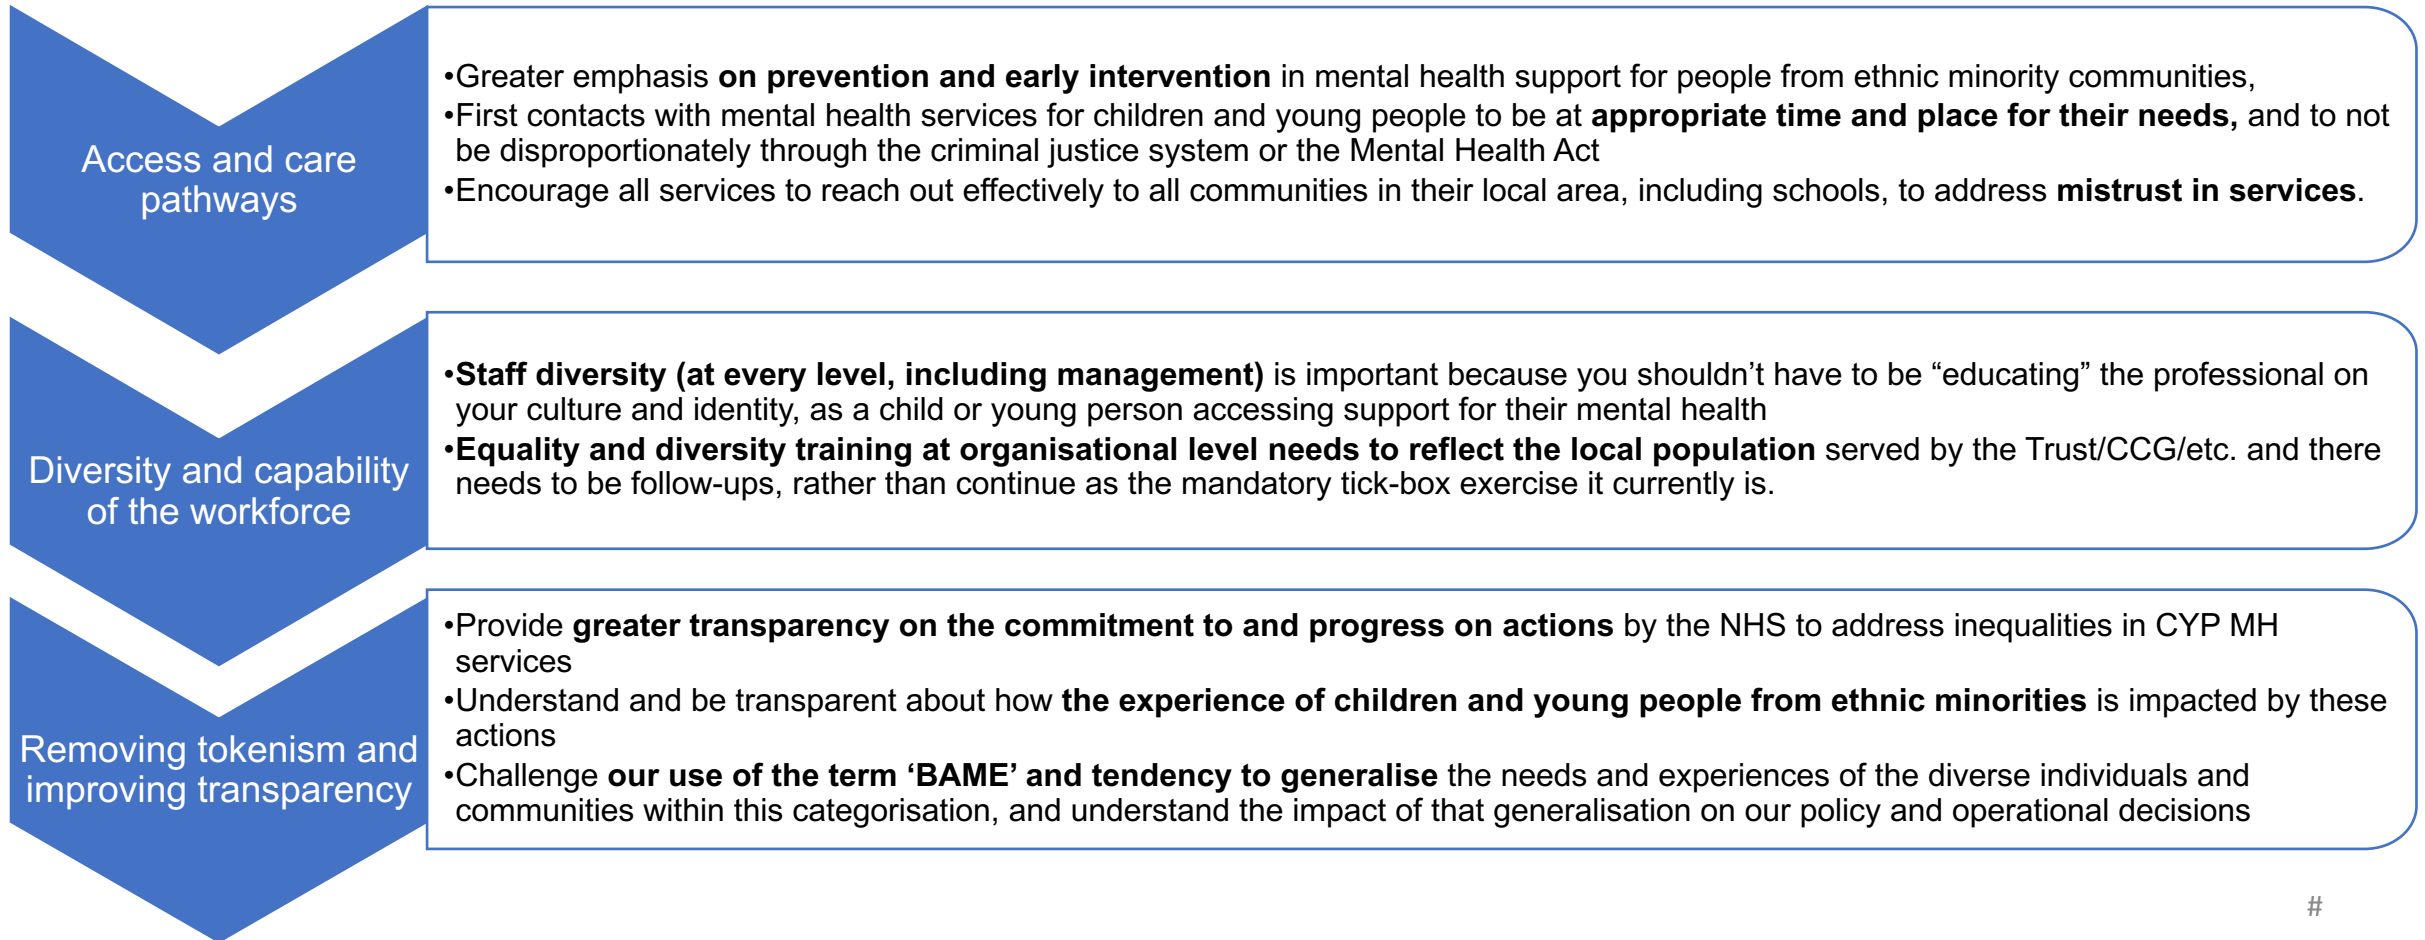 Access and care
pathways
•Greater emphasis on prevention and early intervention in mental health support for people from ethnic minority communities,
•First contacts with mental health services for children and young people to be at appropriate time and place for their needs, and to not
be disproportionately through the criminal justice system or the Mental Health Act
•Encourage all services to reach out effectively to all communities in their local area, including schools, to address mistrust in services.
Diversity and capability
of the workforce
•Staff diversity (at every level, including management) is important because you shouldn’t have to be “educating” the professional on
your culture and identity, as a child or young person accessing support for their mental health
•Equality and diversity training at organisational level needs to reflect the local population served by the Trust/CCG/etc. and there
needs to be follow-ups, rather than continue as the mandatory tick-box exercise it currently is.
Removing tokenism and
improving transparency
•Provide greater transparency on the commitment to and progress on actions by the NHS to address inequalities in CYP MH
services
•Understand and be transparent about how the experience of children and young people from ethnic minorities is impacted by these
actions
•Challenge our use of the term ‘BAME’ and tendency to generalise the needs and experiences of the diverse individuals and
communities within this categorisation, and understand the impact of that generalisation on our policy and operational decisions
#